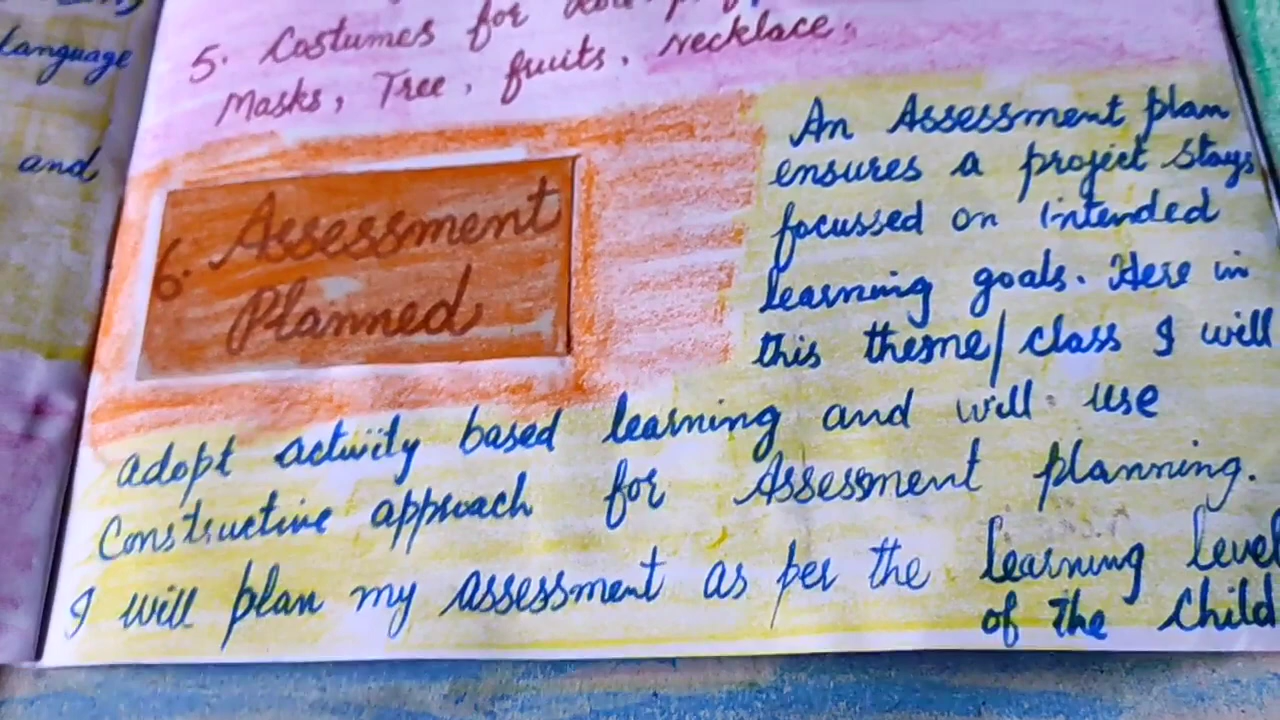 Language
and
5. Costumes for
Masks, Tree, fruits, Necklace,
6. Assessment
Planned
An Assessment plan
ensures a project stays
focussed on intended
learning goals. Here in
this theme/class I will
adopt activity based learning and will use
Constructive approach for Assessment planning.
I will plan my assessment as per the learning level
of the Child